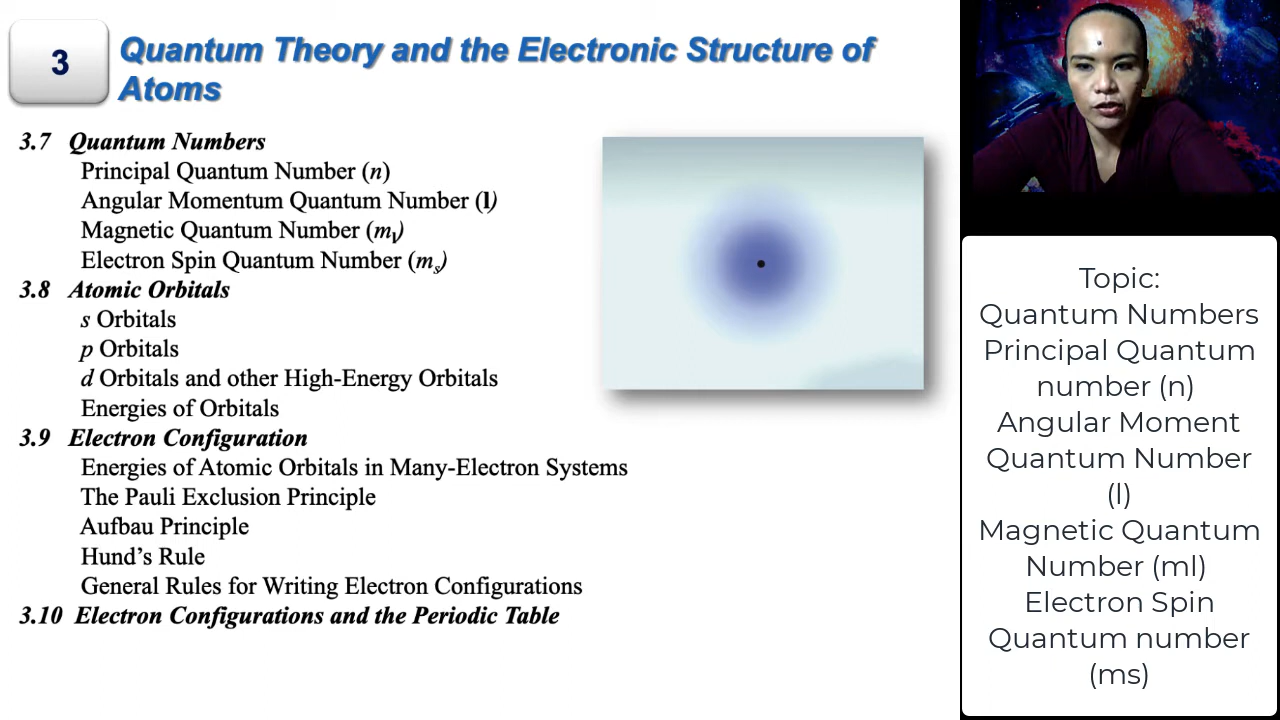 3
Quantum Theory and the Electronic Structure of
Atoms
3.7 Quantum Numbers
Principal Quantum Number (n)
Angular Momentum Quantum Number (l)
Magnetic Quantum Number (ml)
Electron Spin Quantum Number (ms)
3.8 Atomic Orbitals
s Orbitals
p Orbitals
d Orbitals and other High-Energy Orbitals
Energies of Orbitals
3.9 Electron Configuration
Energies of Atomic Orbitals in Many-Electron Systems
The Pauli Exclusion Principle
Aufbau Principle
Hund’s Rule
General Rules for Writing Electron Configurations
3.10 Electron Configurations and the Periodic Table
Topic:
Quantum Numbers
Principal Quantum
number (n)
Angular Moment
Quantum Number
(l)
Magnetic Quantum
Number (ml)
Electron Spin
Quantum number
(ms)